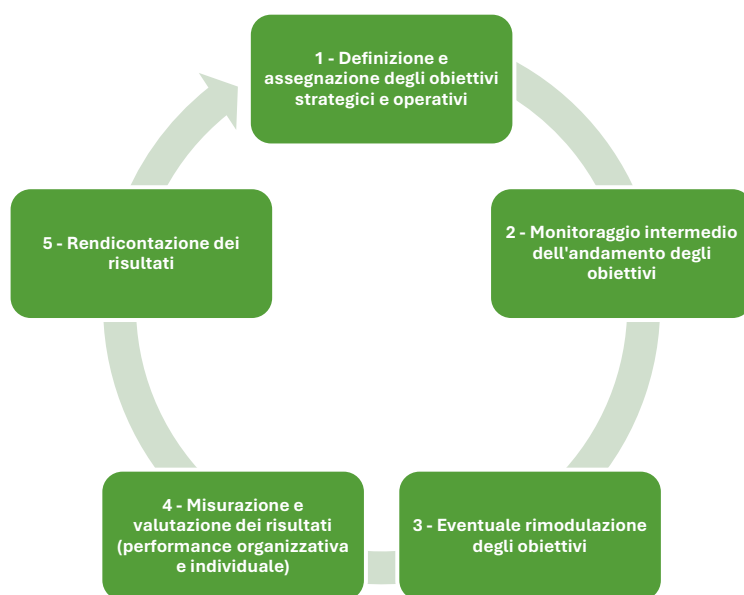 1 - Definizione e
assegnazione degli obiettivi
strategici e operativi
2 - Monitoraggio intermedio
dell'andamento degli
obiettivi
3 - Eventuale rimodulazione
degli obiettivi
4 - Misurazione e
valutazione dei risultati
(performance organizzativa
e individuale)
5 - Rendicontazione dei
risultati